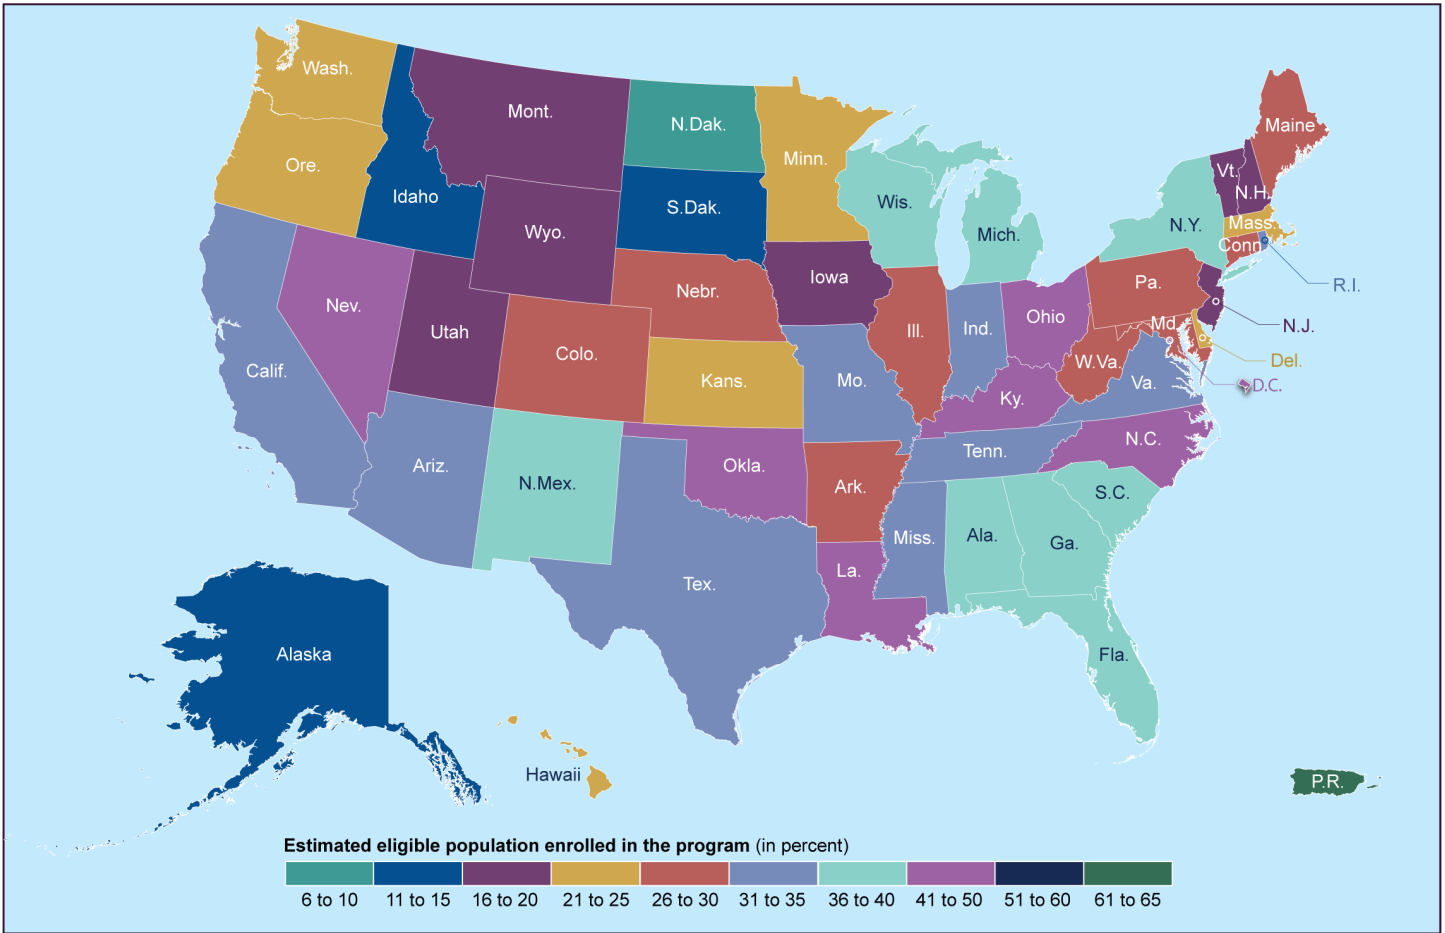 Wash.
Mont.
N.Dak.
Minn.
Maine
Ore.
Idaho
S.Dak.
Wis.
Mich.
Vt.
N.H.
N.Y.
Mass.
Conn.
R.I.
Wyo.
Nev.
Utah
Nebr.
Iowa
Ill.
Ind.
Ohio
Pa.
N.J.
Md.
Del.
D.C.
Calif.
Colo.
Kans.
Mo.
W.Va.
Va.
Ky.
N.C.
Ariz.
N.Mex.
Okla.
Ark.
Tenn.
S.C.
Tex.
La.
Miss.
Ala.
Ga.
Fla.
Alaska
Hawaii
P.R.
Estimated eligible population enrolled in the program (in percent)
6 to 10 11 to 15 16 to 20 21 to 25 26 to 30 31 to 35 36 to 40 41 to 50 51 to 60 61 to 65